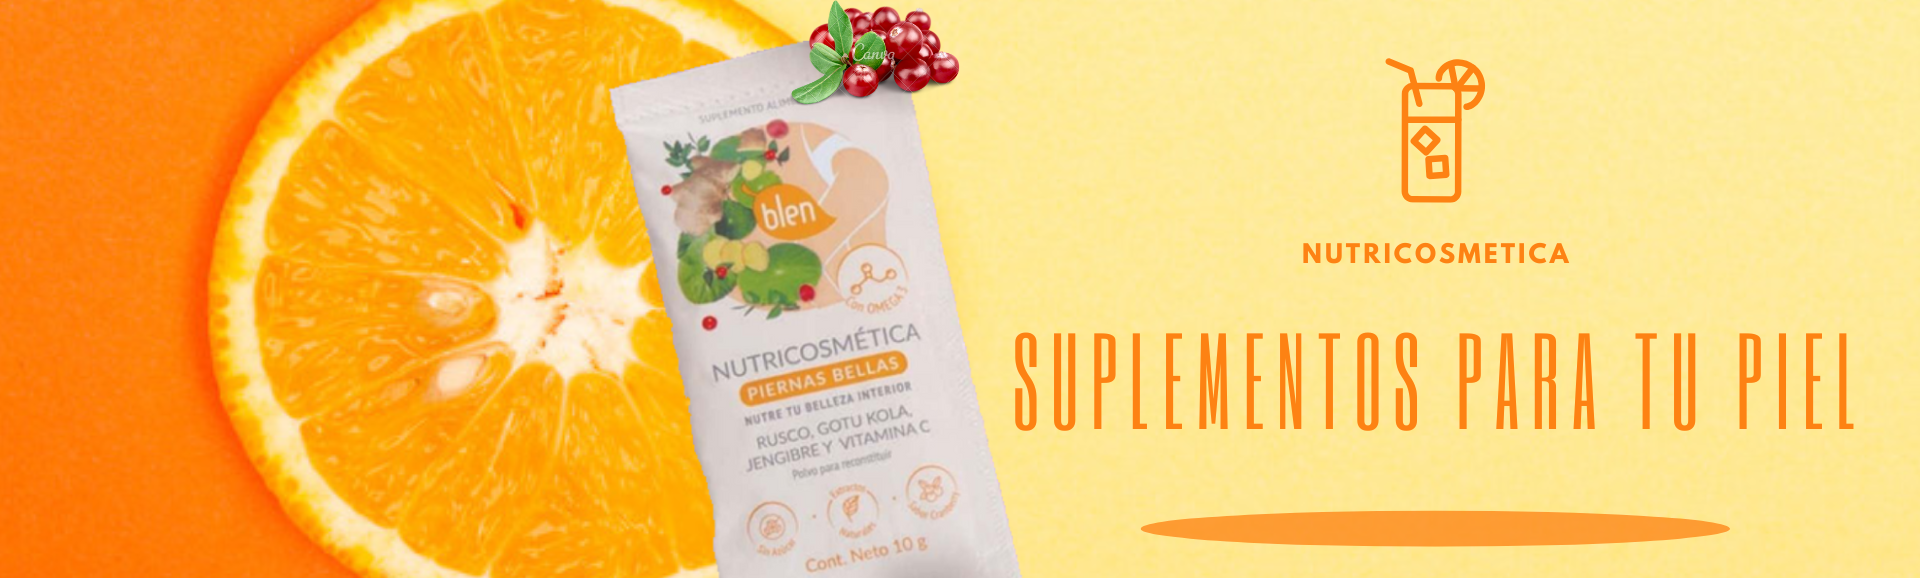 Canva
SUPLEMENTO
blen
Con OMEGA 3
NUTRICOSMÉTICA
PIERNAS BELLAS
NUTRE TU BELLEZA INTERIOR
RUSCO, GOTU KOLA,
JENGIBRE Y VITAMINA C
Polvo para reconstituir
Sin Azúcar
Extractos
Naturales
Sabor Cranberry
Cont. Neto 10 g
NUTRICOSMETICA
SUPLEMENTOS PARA TU PIEL